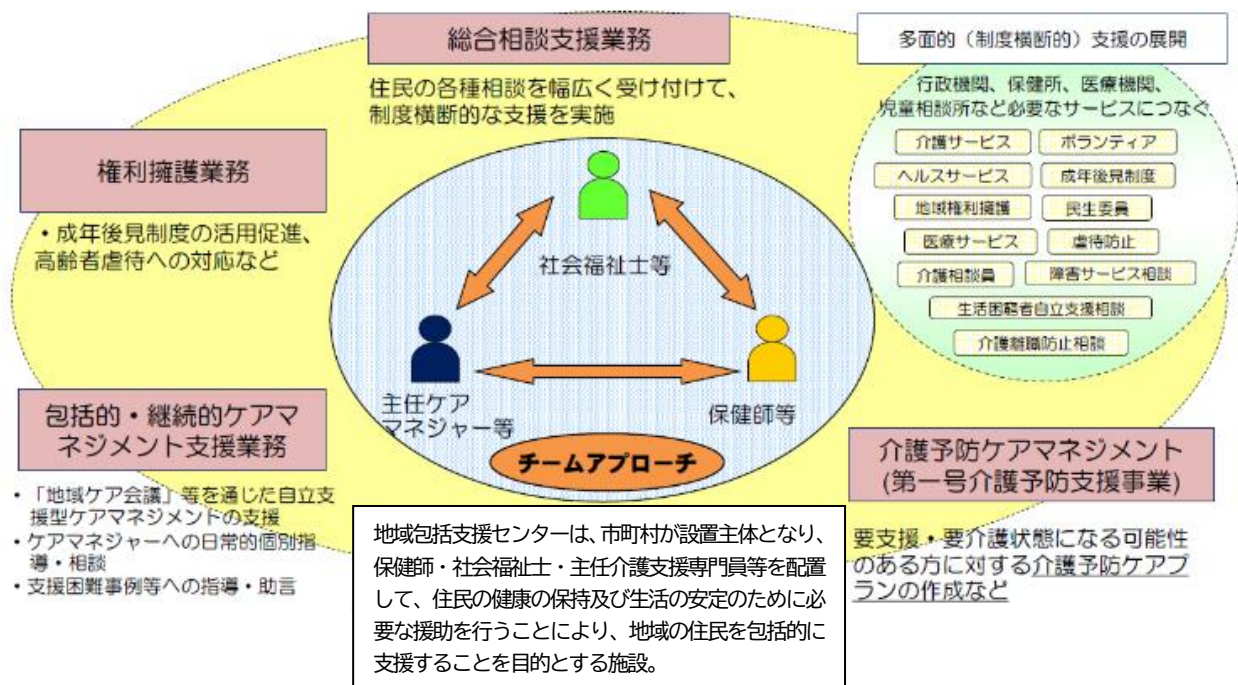 総合相談支援業務
住民の各種相談を幅広く受け付けて、
制度横断的な支援を実施
多面的（制度横断的）支援の展開
行政機関、保健所、医療機関、
児童相談所など必要なサービスにつなぐ
介護サービス
ボランティア
ヘルスサービス
成年後見制度
地域権利擁護
民生委員
医療サービス
虐待防止
介護相談員
障害サービス相談
生活困窮者自立支援相談
介護離職防止相談
権利擁護業務
・成年後見制度の活用促進、
高齢者虐待への対応など
社会福祉士等
主任ケア
マネジャー等
保健師等
チームアプローチ
包括的・継続的ケアマ
ネジメント支援業務
・「地域ケア会議」等を通じた自立支
援型ケアマネジメントの支援
・ケアマネジャーへの日常的個別指
導・相談
・支援困難事例等への指導・助言
介護予防ケアマネジメント
(第一号介護予防支援事業)
要支援・要介護状態になる可能性
のある方に対する介護予防ケアプ
ランの作成など
地域包括支援センターは、市町村が設置主体となり、
保健師・社会福祉士・主任介護支援専門員等を配置
して、住民の健康の保持及び生活の安定のために必
要な援助を行うことにより、地域の住民を包括的に
支援することを目的とする施設。